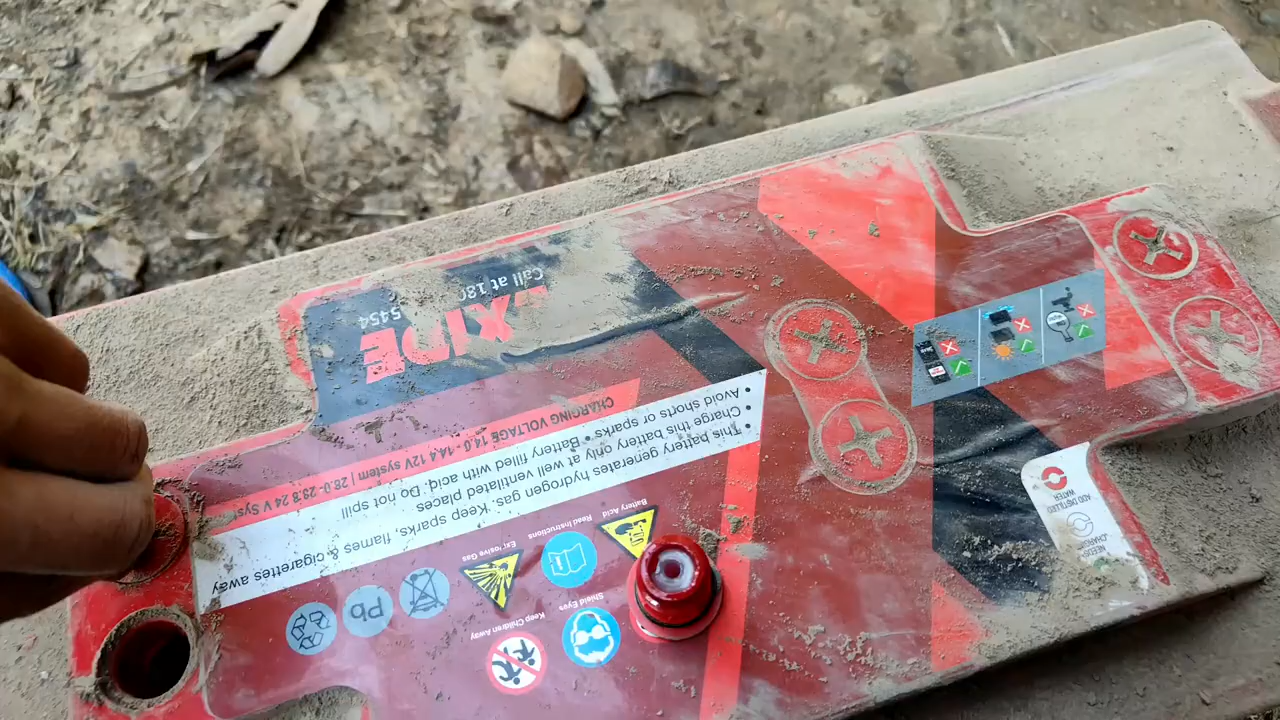 EXIDE
Call at 180
5454
CHARGING VOLTAGE 14.0 - 14.4 12V system | 28.0- 28.8 24 V Sys
• This battery generates hydrogen gas. Keep sparks, flames & cigarettes away
• Charge this battery only at well ventilated places
• Avoid shorts or sparks • Battery filled with acid. Do not spill
Battery Acid
Read Instructions
Explosive Gas
Pb
Shield Eyes
Keep Children Away
ADD DISTILLED
WATER
NEEDS
CHARGING